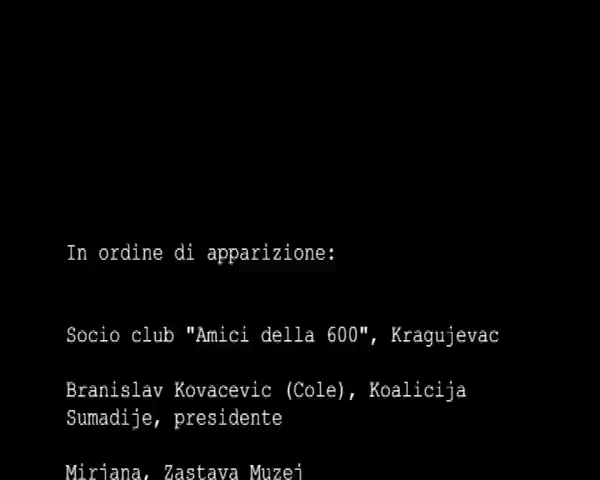 In ordine di apparizione:
Socio club "Amici della 600", Kragujevac
Branislav Kovacevic (Cole), Koalicija
Sumadije, presidente
Mirjana, Zastava Muzej